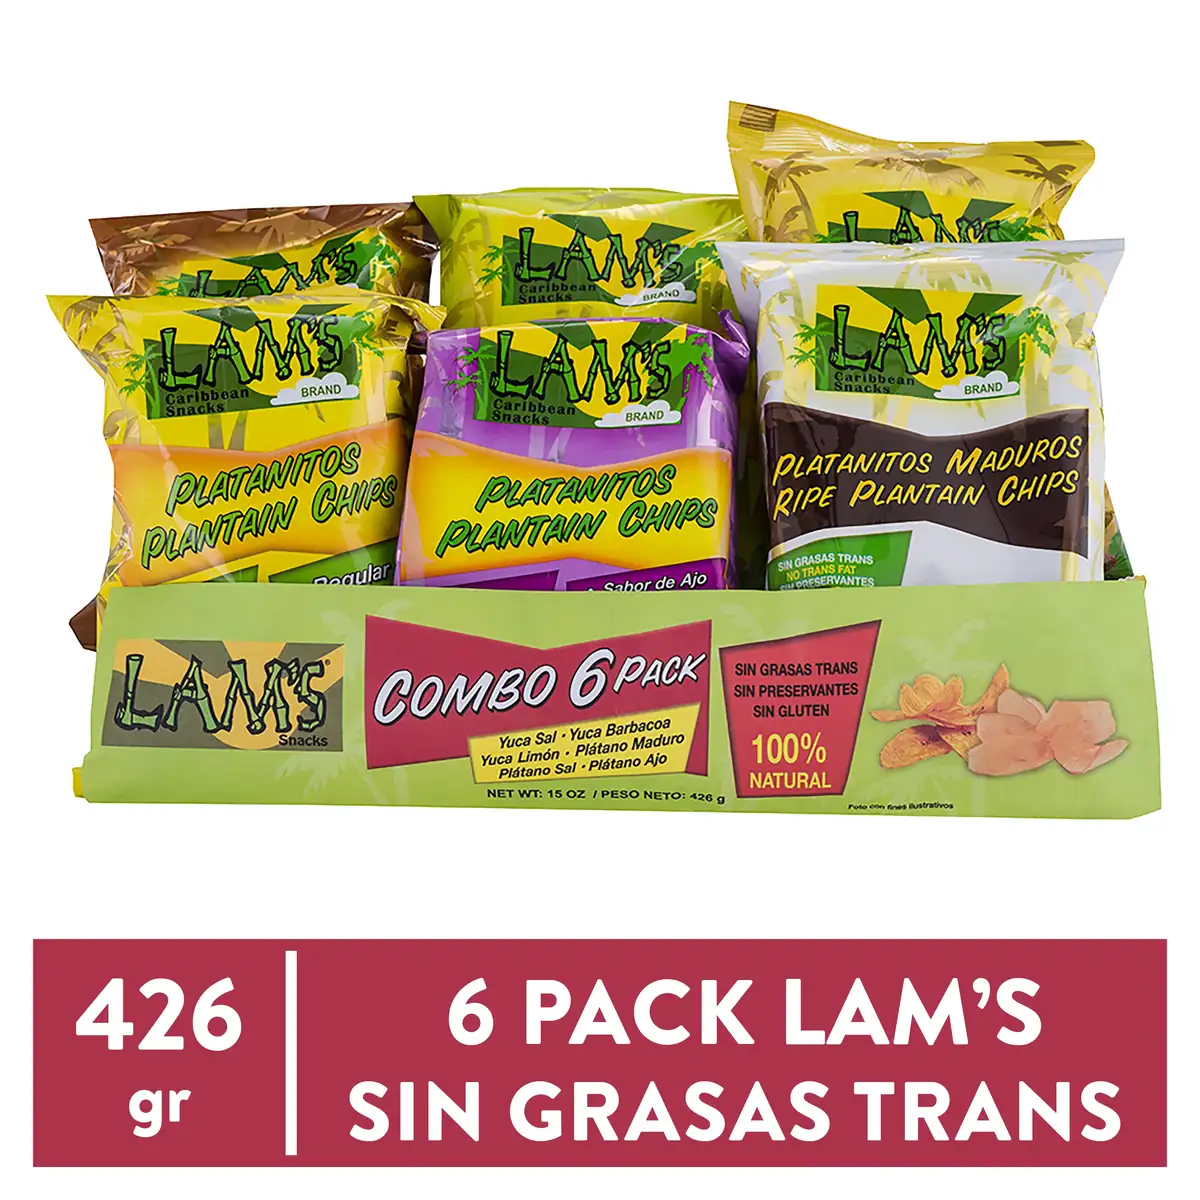 LAM'S
LAM'S
Caribbean
Snacks
BRAND
LAM'S
LAM'S
Caribbean
Snacks
BRAND
PLATANITOS
PLANTAIN CHIPS
Regular
LAM'S
Caribbean
Snacks
BRAND
PLATANITOS
PLANTAIN CHIPS
Sabor de Ajo
LAM'S
Caribbean
Snacks
BRAND
PLATANITOS MADUROS
RIPE PLANTAIN CHIPS
SIN GRASAS TRANS
NO TRANS FAT
SIN PRESERVANTES
LAM'S®
Snacks
COMBO 6 PACK
Yuca Sal · Yuca Barbacoa
Yuca Limón · Plátano Maduro
Plátano Sal · Plátano Ajo
NET WT: 15 OZ / PESO NETO: 426 g
SIN GRASAS TRANS
SIN PRESERVANTES
SIN GLUTEN
100%
NATURAL
Foto con fines ilustrativos
426
gr
6 PACK LAM'S
SIN GRASAS TRANS